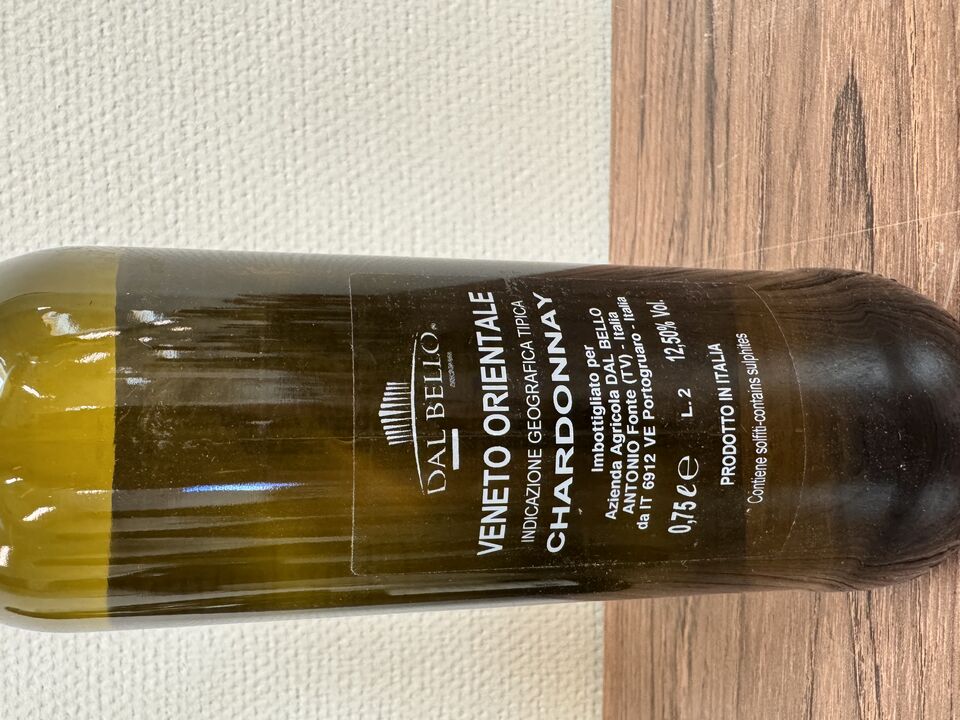 DAL BELLO
VENETO ORIENTALE
INDICAZIONE GEOGRAFICA TIPICA
CHARDONNAY
Imbottigliato per
Azienda Agricola DAL BELLO
ANTONIO Fonte (TV) - Italia
da IT 6912 VE Portogruaro - Italia
0,75 ℓ ℮ L. 2 12,50% Vol.
PRODOTTO IN ITALIA
Contiene solfiti-contains sulphites